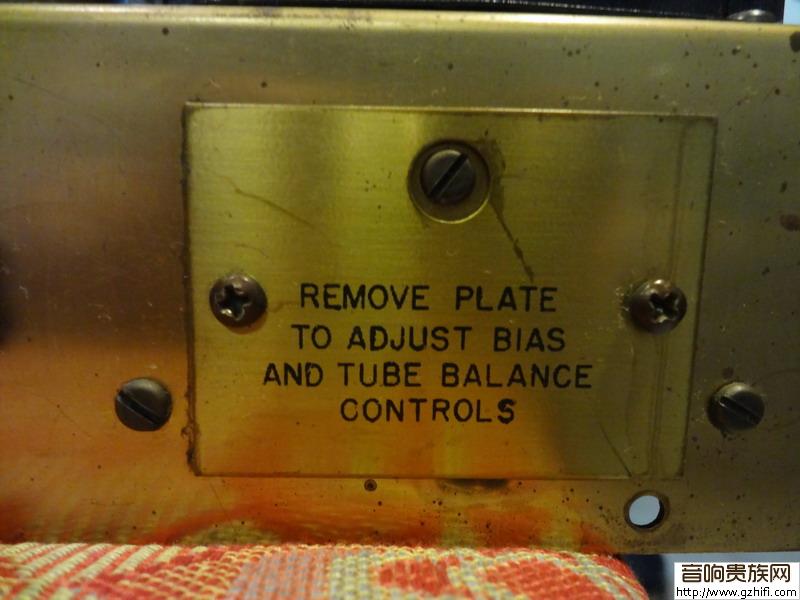 REMOVE PLATE
TO ADJUST BIAS
AND TUBE BALANCE
CONTROLS
音响贵族网
http://www.gzhifi.com